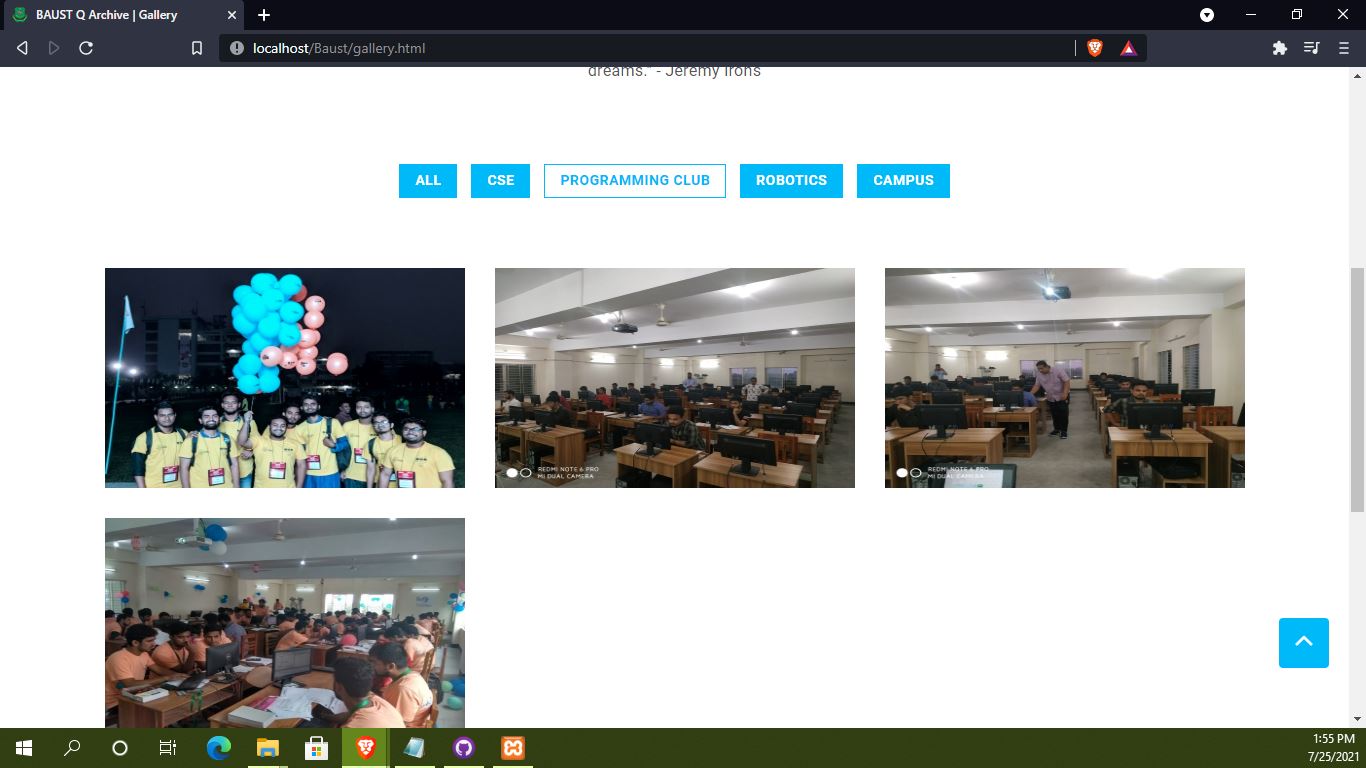 BAUST Q Archive | Gallery
localhost/Baust/gallery.html
dreams." - Jeremy Irons
ALL
CSE
PROGRAMMING CLUB
ROBOTICS
CAMPUS
REDMI NOTE 6 PRO
MI DUAL CAMERA
REDMI NOTE 6 PRO
MI DUAL CAMERA
1:55 PM
7/25/2021